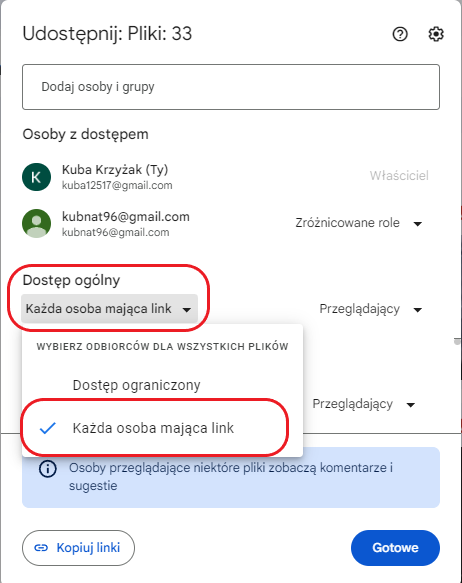 Udostępnij: Pliki: 33
Dodaj osoby i grupy
Osoby z dostępem
K
Kuba Krzyżak (Ty)
kuba12517@gmail.com
Właściciel
kubnat96@gmail.com
kubnat96@gmail.com
Zróżnicowane role
Dostęp ogólny
Każda osoba mająca link
Przeglądający
WYBIERZ ODBIORCÓW DLA WSZYSTKICH PLIKÓW
Dostęp ograniczony
Przeglądający
Każda osoba mająca link
Osoby przeglądające niektóre pliki zobaczą komentarze i
sugestie
Kopiuj linki
Gotowe